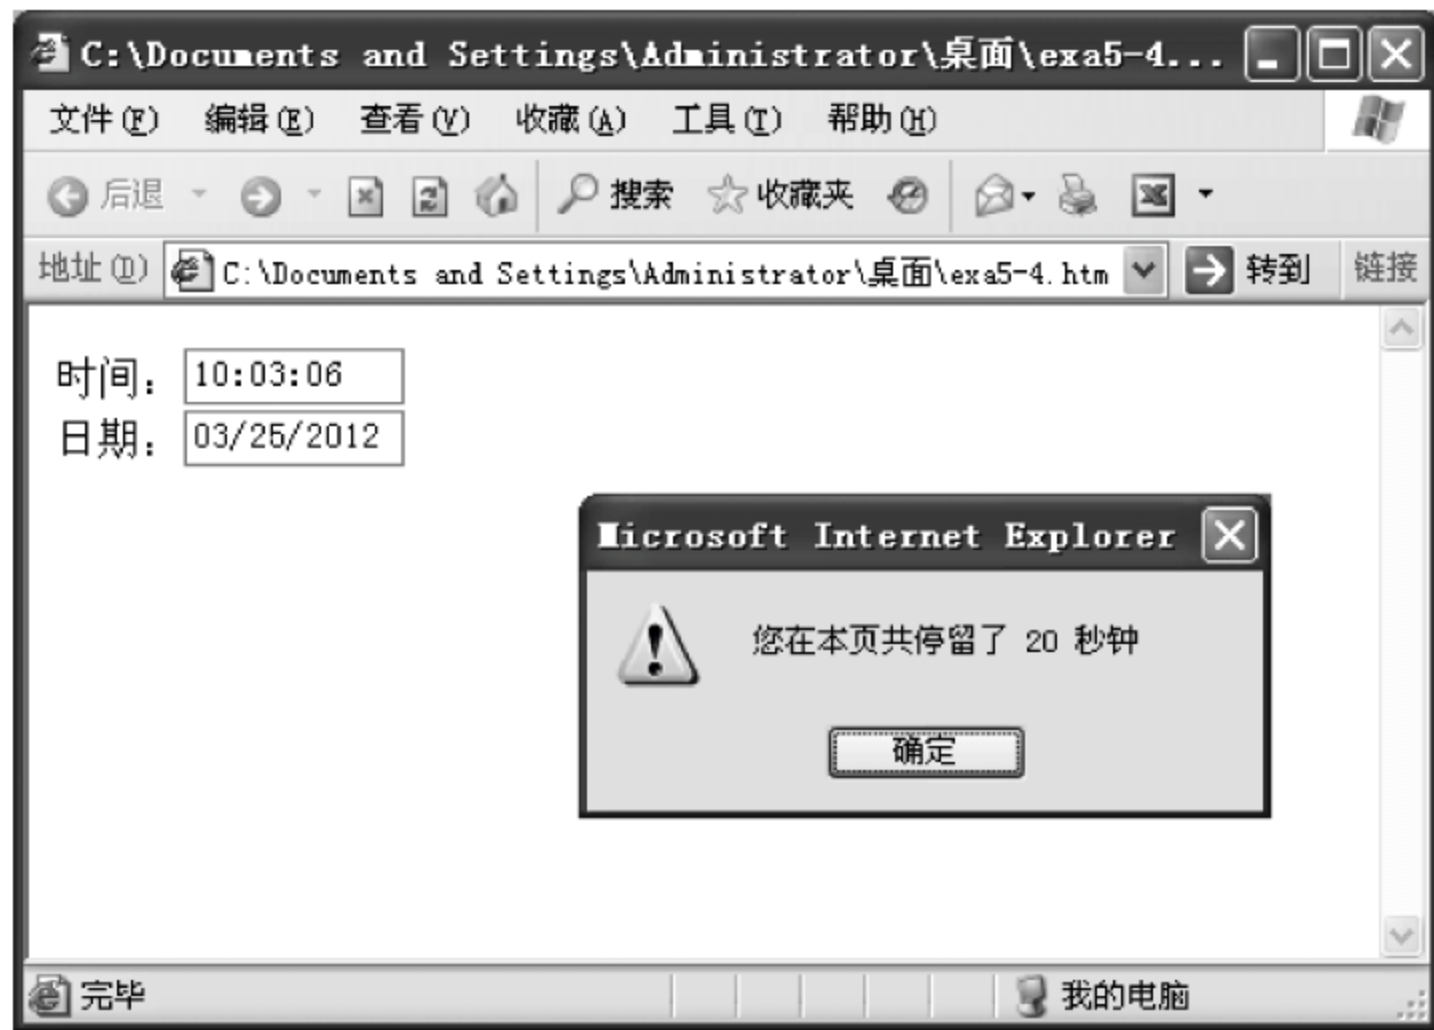 C:\Documents and Settings\Administrator\桌面\exa5-4...
文件(F) 编辑(E) 查看(V) 收藏(A) 工具(T) 帮助(H)
后退 搜索 收藏夹
地址(D) C:\Documents and Settings\Administrator\桌面\exa5-4.htm 转到 链接
时间：10:03:06
日期：03/25/2012
Microsoft Internet Explorer
您在本页共停留了 20 秒钟
确定
完毕 我的电脑